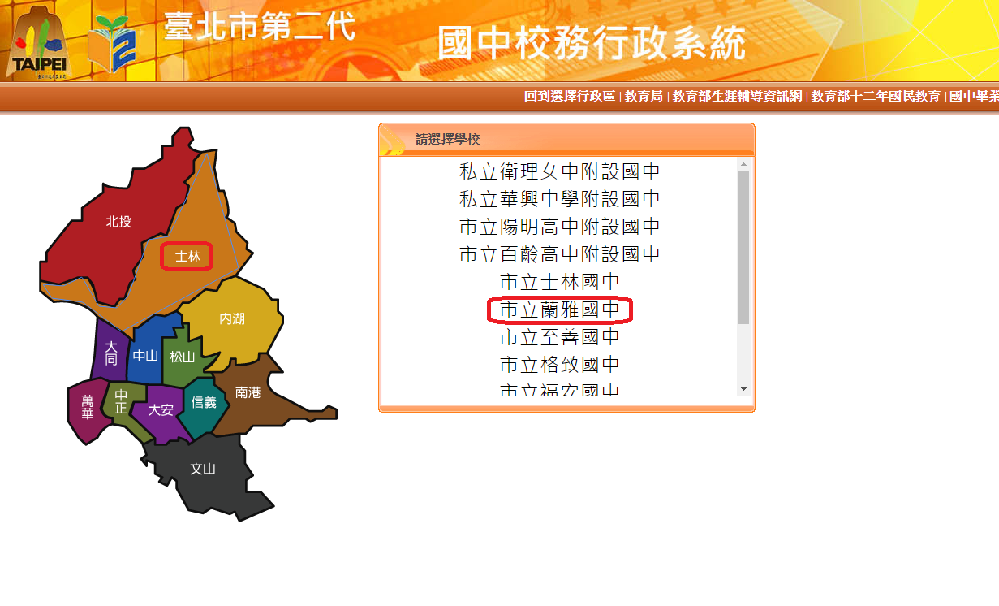 臺北市第二代
國中校務行政系統
TAIPEI
回到選擇行政區 | 教育局 | 教育部生涯輔導資訊網 | 教育部十二年國民教育 | 國中畢業
請選擇學校
私立衛理女中附設國中
私立華興中學附設國中
市立陽明高中附設國中
市立百齡高中附設國中
市立士林國中
市立蘭雅國中
市立至善國中
市立格致國中
市立福安國中
北投
士林
內湖
大同
中山
松山
萬華
中正
大安
信義
南港
文山